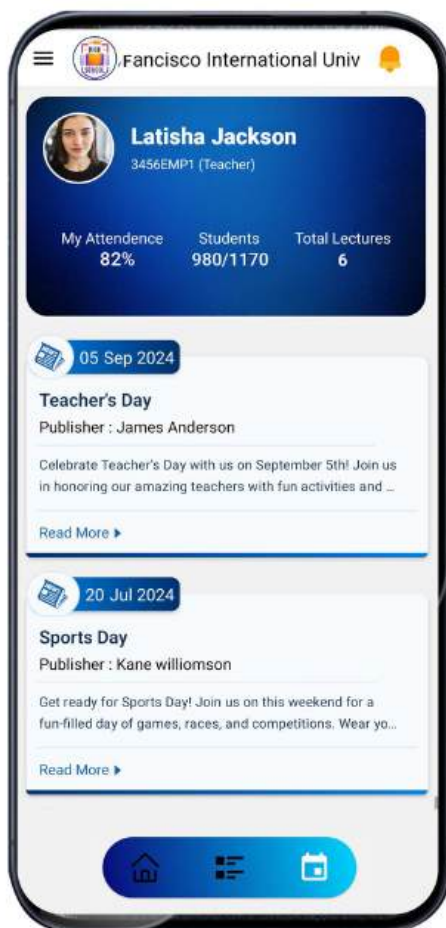 Fancisco International Univ
Latisha Jackson
3456EMP1 (Teacher)
My Attendence Students Total Lectures
82% 980/1170 6
05 Sep 2024
Teacher's Day
Publisher : James Anderson
Celebrate Teacher's Day with us on September 5th! Join us
in honoring our amazing teachers with fun activities and ...
Read More
20 Jul 2024
Sports Day
Publisher : Kane williomson
Get ready for Sports Day! Join us on this weekend for a
fun-filled day of games, races, and competitions. Wear yo...
Read More